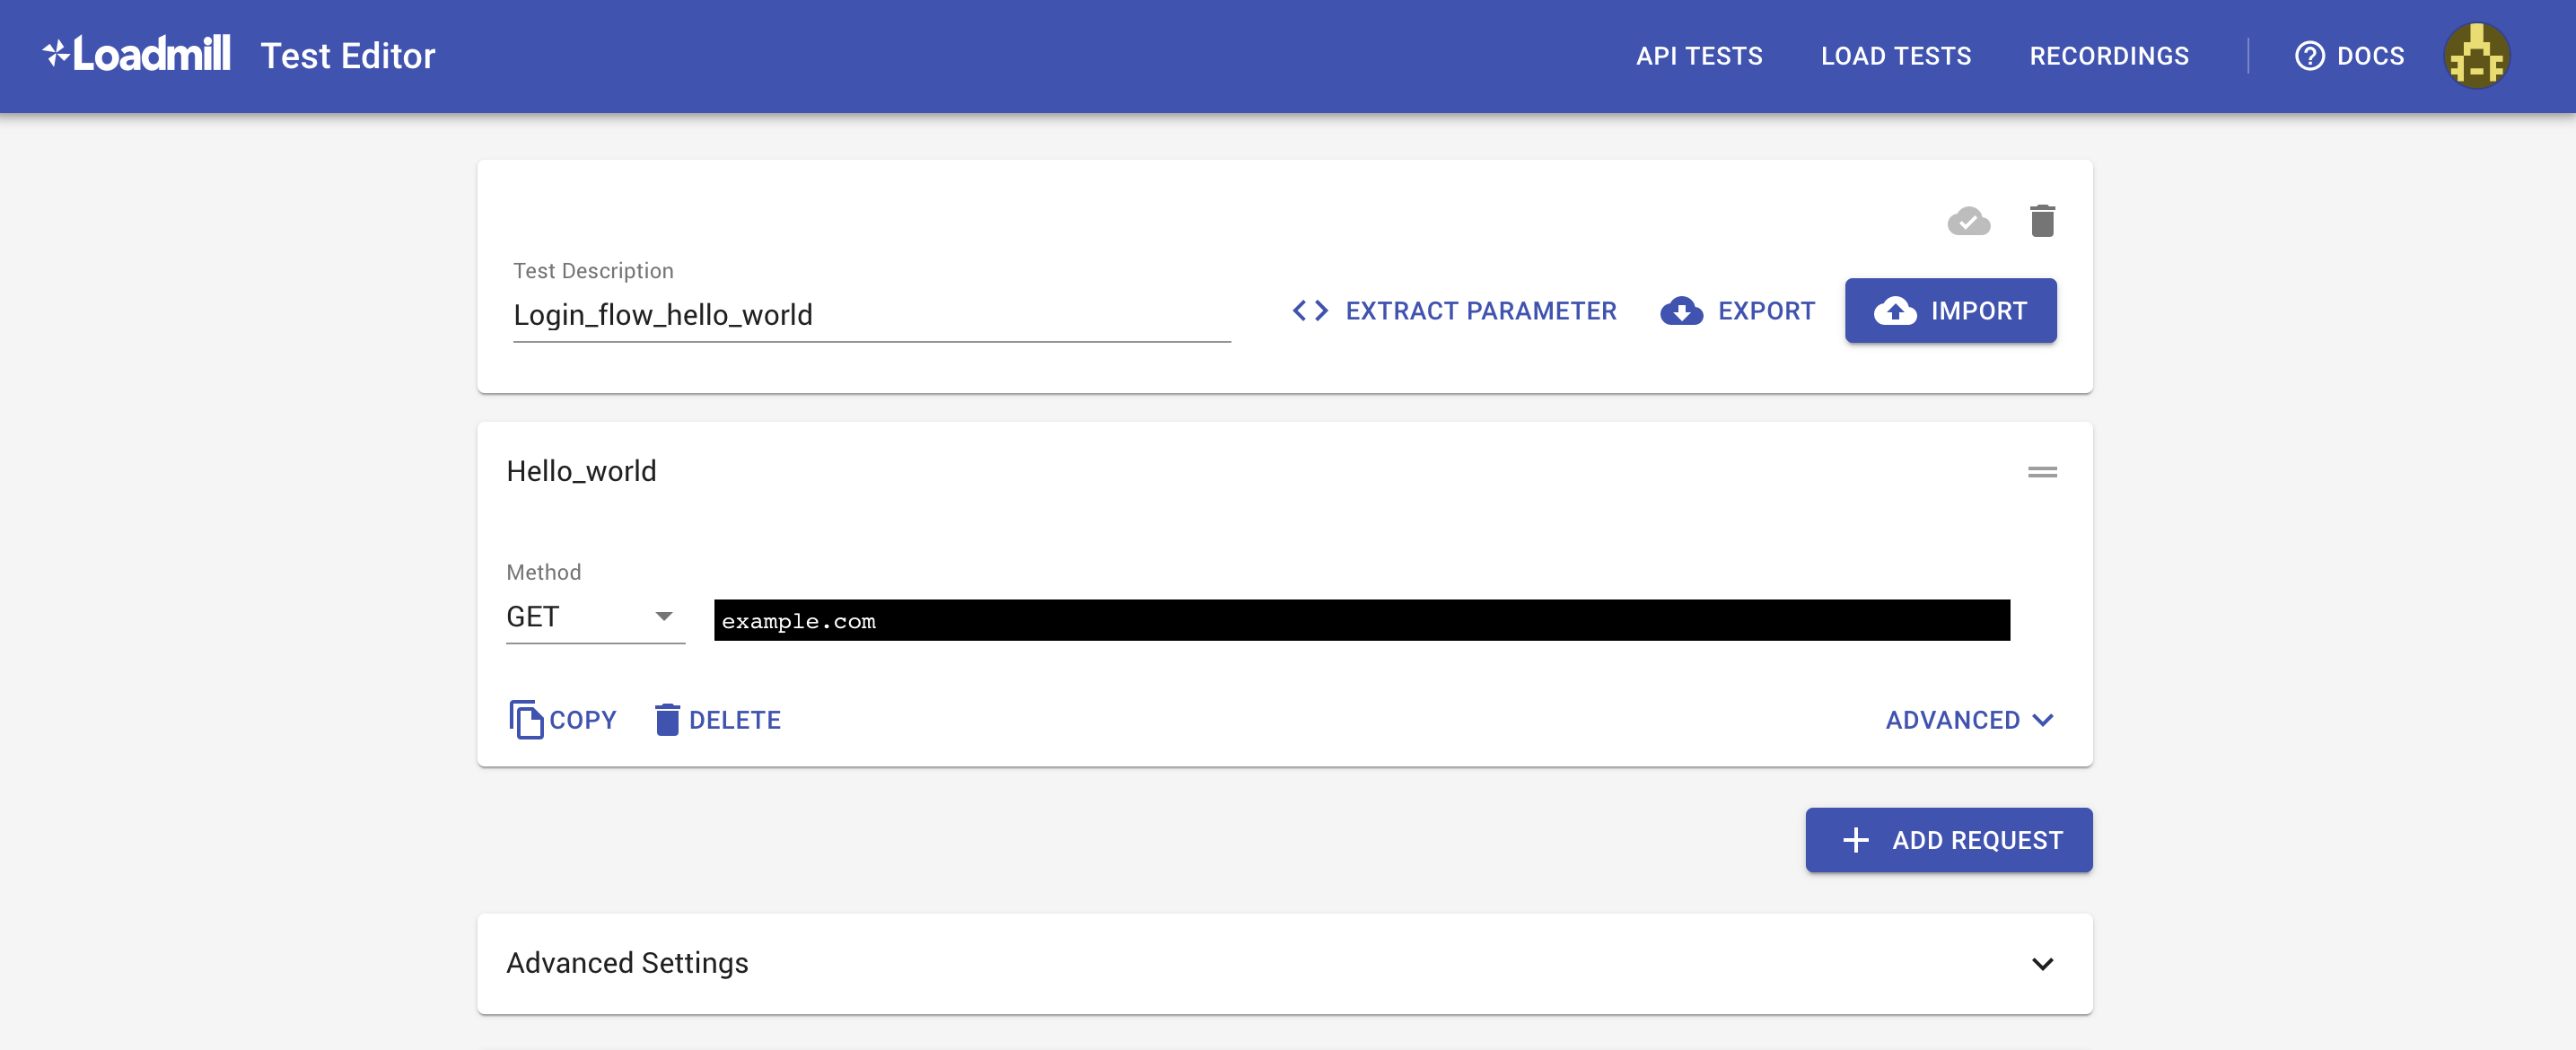 Loadmill Test Editor API TESTS LOAD TESTS RECORDINGS DOCS
Test Description
Login_flow_hello_world EXTRACT PARAMETER EXPORT IMPORT
Hello_world
Method
GET example.com
COPY DELETE ADVANCED
ADD REQUEST
Advanced Settings